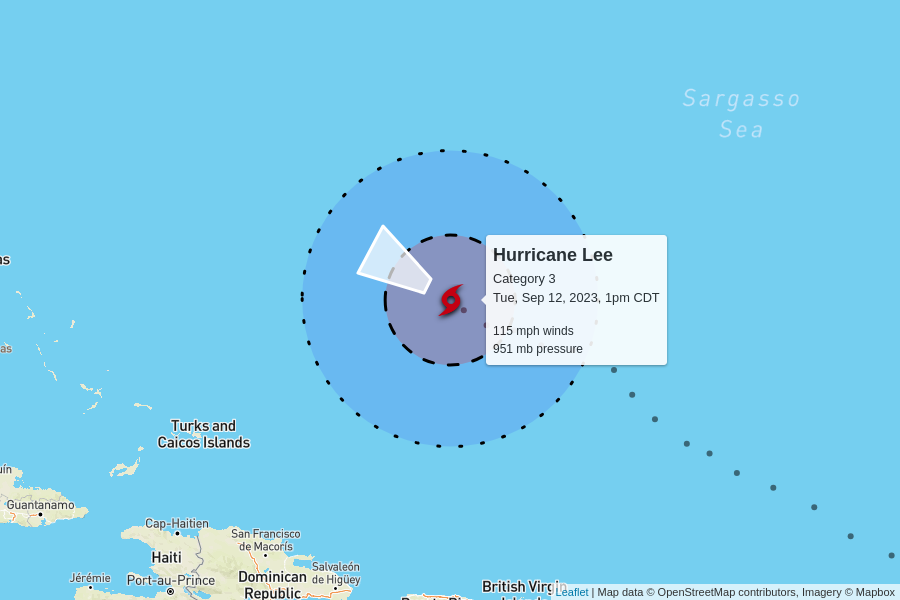 Sargasso
Sea
Hurricane Lee
Category 3
Tue, Sep 12, 2023, 1pm CDT
115 mph winds
951 mb pressure
as
Turks and
Caicos Islands
Guantanamo
Cap-Haitien
San Francisco
de Macorís
Haiti
Salvaleón
de Higüey
Jérémie
Port-au-Prince
Dominican
Republic
British Virgin
Leaflet | Map data © OpenStreetMap contributors, Imagery © Mapbox